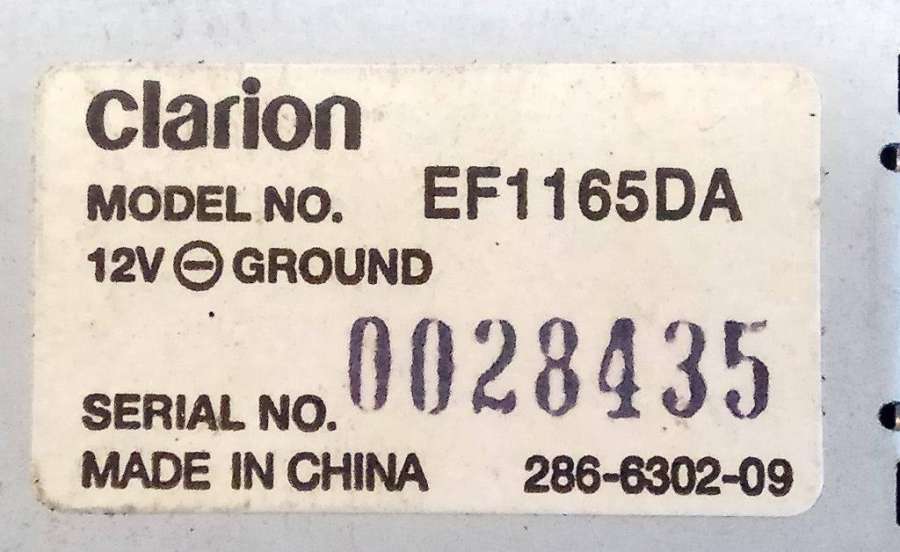 Clarion
MODEL NO. EF1165DA
12V ⊖ GROUND
SERIAL NO. 0028435
MADE IN CHINA 286-6302-09